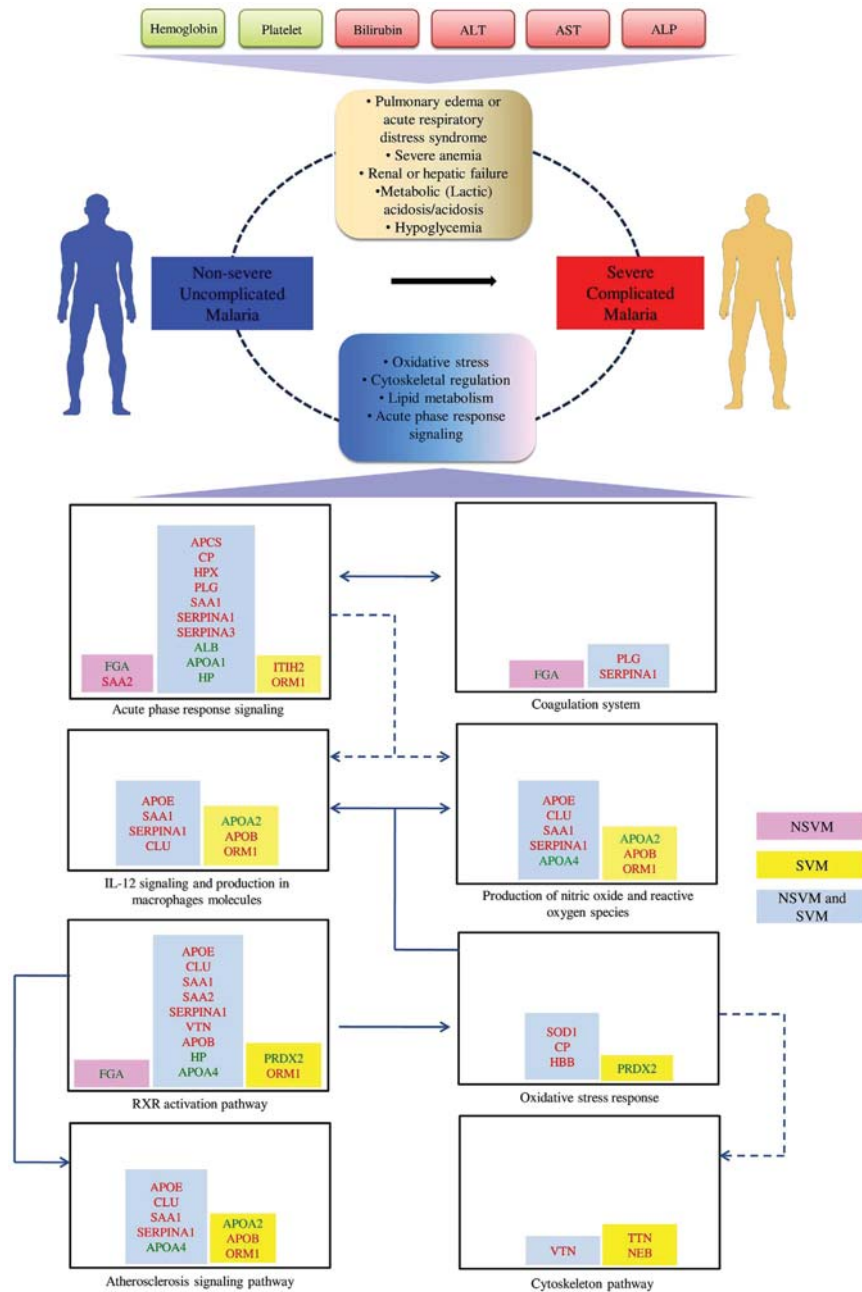 Hemoglobin
Platelet
Bilirubin
ALT
AST
ALP
• Pulmonary edema or
acute respiratory
distress syndrome
• Severe anemia
• Renal or hepatic failure
•Metabolic (Lactic)
acidosis/acidosis
• Hypoglycemia
Non-severe
Uncomplicated
Malaria
Severe
Complicated
Malaria
• Oxidative stress
• Cytoskeletal regulation
• Lipid metabolism
• Acute phase response
signaling
FGA
SAA2
APCS
CP
HPX
PLG
SAA1
SERPINA1
SERPINA3
ALB
APOA1
HP
ITIH2
ORM1
Acute phase response signaling
FGA
PLG
SERPINA1
Coagulation system
APOE
SAA1
SERPINA1
CLU
APOA2
APOB
ORM1
IL-12 signaling and production in
macrophages molecules
APOE
CLU
SAA1
SERPINA1
APOA4
APOA2
APOB
ORM1
Production of nitric oxide and reactive
oxygen species
NSVM
SVM
NSVM and
SVM
FGA
APOE
CLU
SAA1
SAA2
SERPINA1
VTN
APOB
HP
APOA4
PRDX2
ORM1
RXR activation pathway
SOD1
CP
HBB
PRDX2
Oxidative stress response
APOE
CLU
SAA1
SERPINA1
APOA4
APOA2
APOB
ORM1
Atherosclerosis signaling pathway
VTN
TTN
NEB
Cytoskeleton pathway